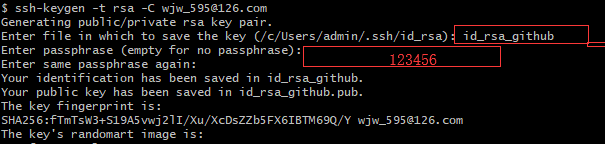 $ ssh-keygen -t rsa -C wjw_595@126.com
Generating public/private rsa key pair.
Enter file in which to save the key (/c/Users/admin/.ssh/id_rsa): id_rsa_github
Enter passphrase (empty for no passphrase):
Enter same passphrase again: 123456
Your identification has been saved in id_rsa_github.
Your public key has been saved in id_rsa_github.pub.
The key fingerprint is:
SHA256:fTmTsW3+S19A5vwj2lI/Xu/XcDsZZb5FX6IBTM69Q/Y wjw_595@126.com
The key's randomart image is: